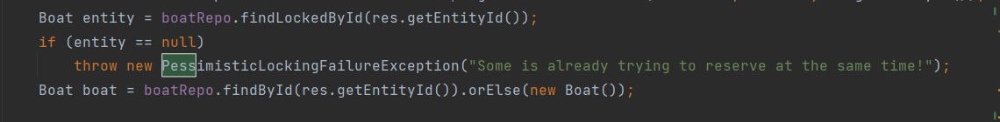 Boat entity = boatRepo.findLockedById(res.getEntityId());
if (entity == null)
throw new PessimisticLockingFailureException("Some is already trying to reserve at the same time!");
Boat boat = boatRepo.findById(res.getEntityId()).orElse(new Boat());